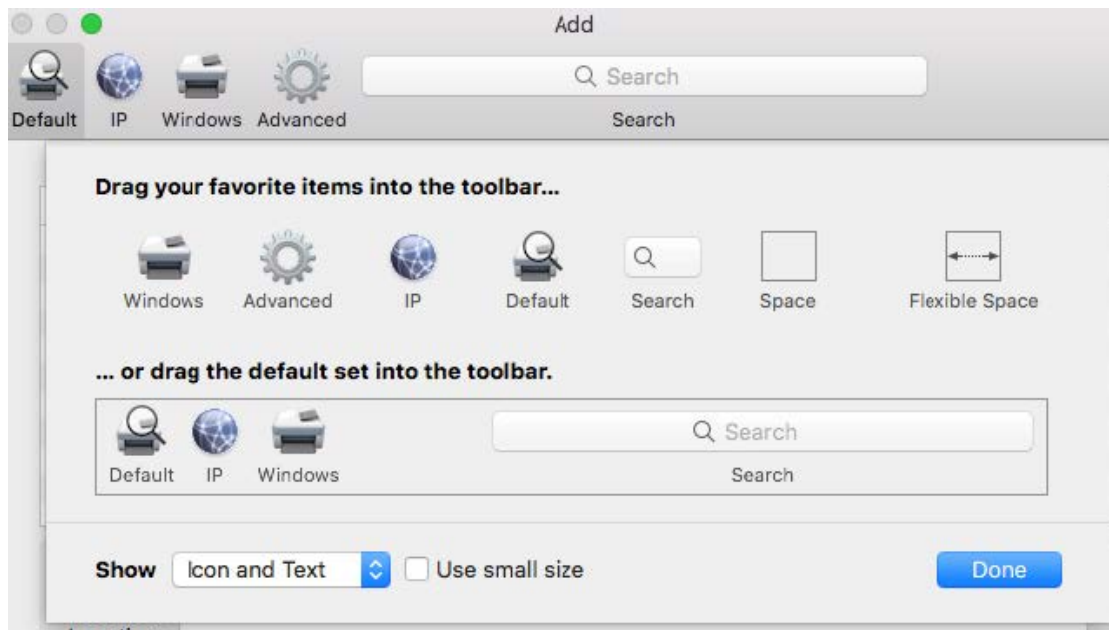 Add
Search
Default IP Windows Advanced Search
Drag your favorite items into the toolbar...
Windows Advanced IP Default Search Space Flexible Space
... or drag the default set into the toolbar.
Search
Default IP Windows Search
Show Icon and Text Use small size Done